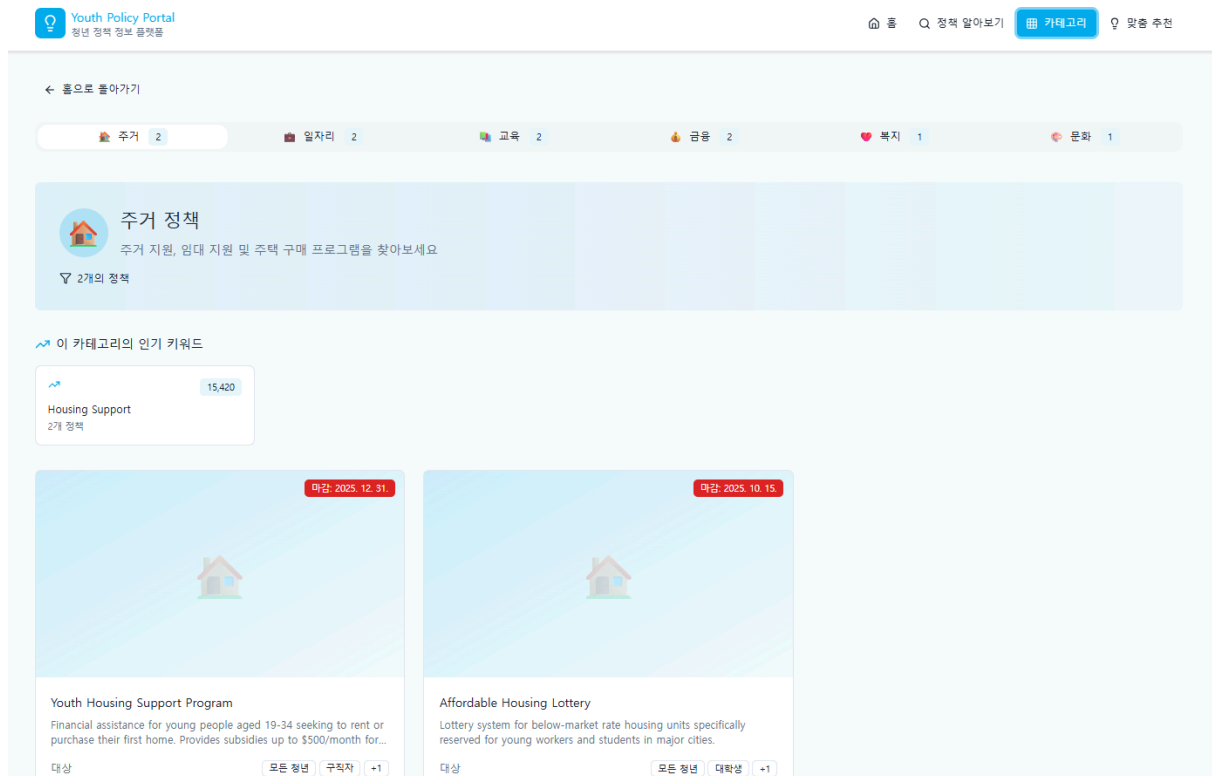 Youth Policy Portal
청년 정책 정보 플랫폼
홈 정책 알아보기 카테고리 맞춤 추천
홈으로 돌아가기
주거 2 일자리 2 교육 2 금융 2 복지 1 문화 1
주거 정책
주거 지원, 임대 지원 및 주택 구매 프로그램을 찾아보세요
2개의 정책
이 카테고리의 인기 키워드
15,420
Housing Support
2개 정책
마감: 2025. 12. 31.
Youth Housing Support Program
Financial assistance for young people aged 19-34 seeking to rent or
purchase their first home. Provides subsidies up to $500/month for...
대상 모든 청년 구직자 +1
마감: 2025. 10. 15.
Affordable Housing Lottery
Lottery system for below-market rate housing units specifically
reserved for young workers and students in major cities.
대상 모든 청년 대학생 +1